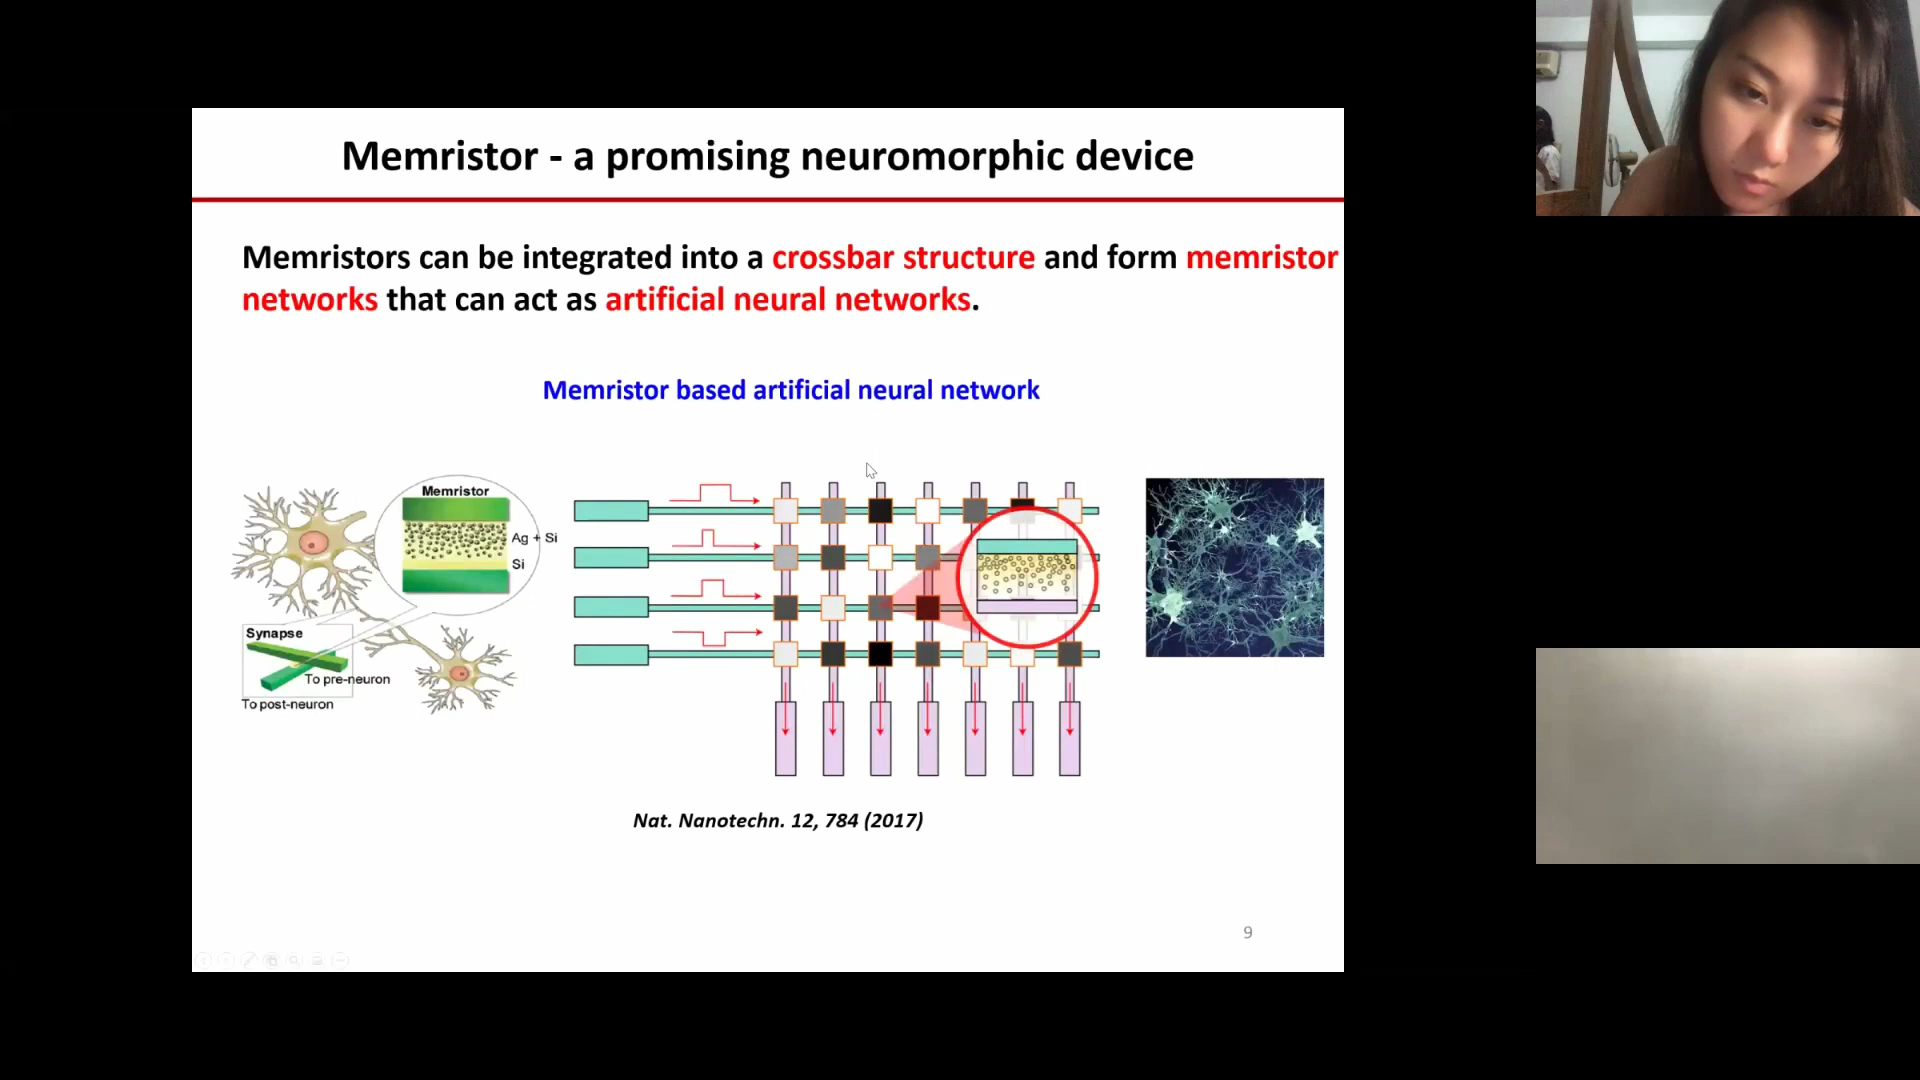 Memristor - a promising neuromorphic device
Memristors can be integrated into a crossbar structure and form memristor
networks that can act as artificial neural networks.
Memristor based artificial neural network
Memristor
Ag + Si
Si
Synapse
To pre-neuron
To post-neuron
Nat. Nanotechn. 12, 784 (2017)
9